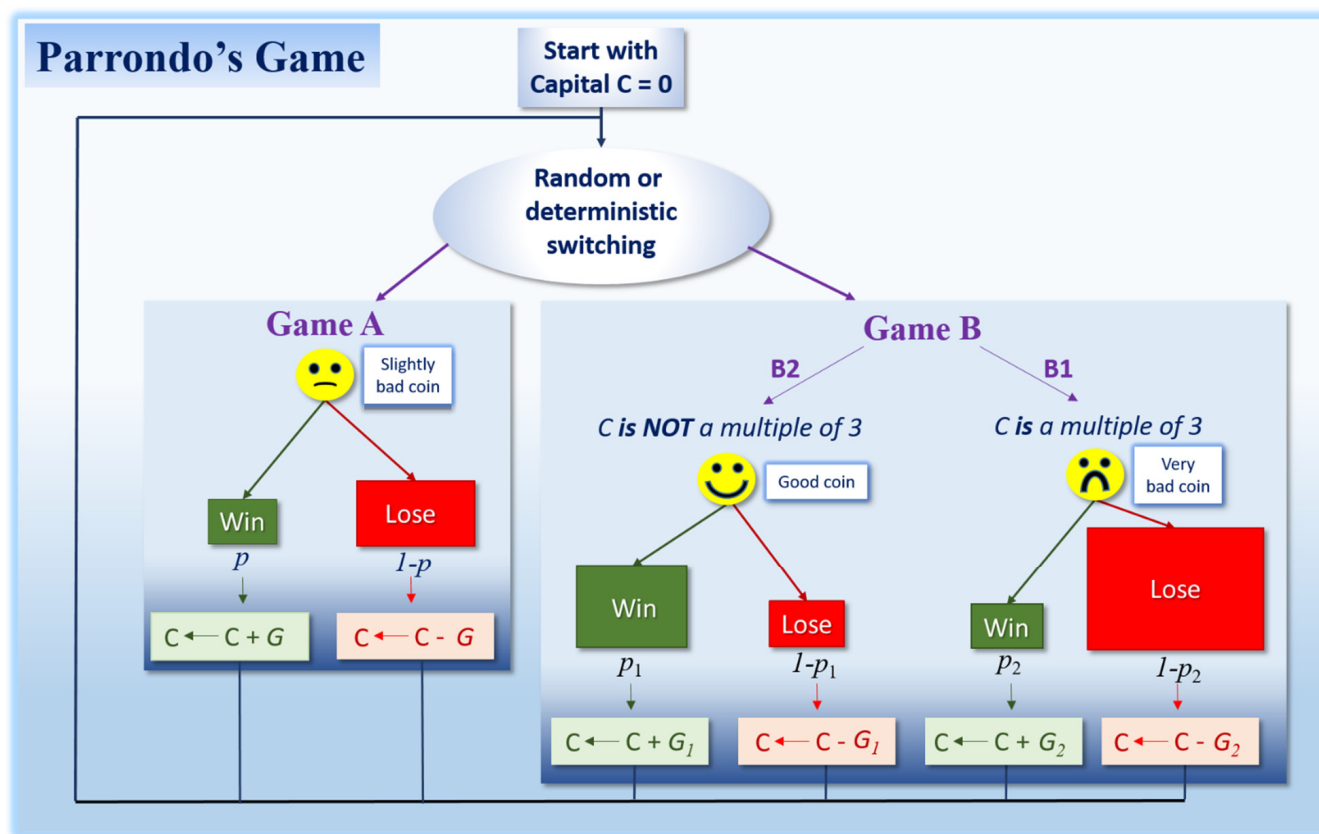 Parrondo’s Game
Start with
Capital C = 0
Random or
deterministic
switching
Game A
Slightly
bad coin
Win
Lose
p
1-p
C ← C + G
C ← C - G
Game B
B2
B1
C is NOT a multiple of 3
C is a multiple of 3
Good coin
Very
bad coin
Win
Lose
Win
Lose
p₁
1-p₁
p₂
1-p₂
C ← C + G₁
C ← C - G₁
C ← C + G₂
C ← C - G₂